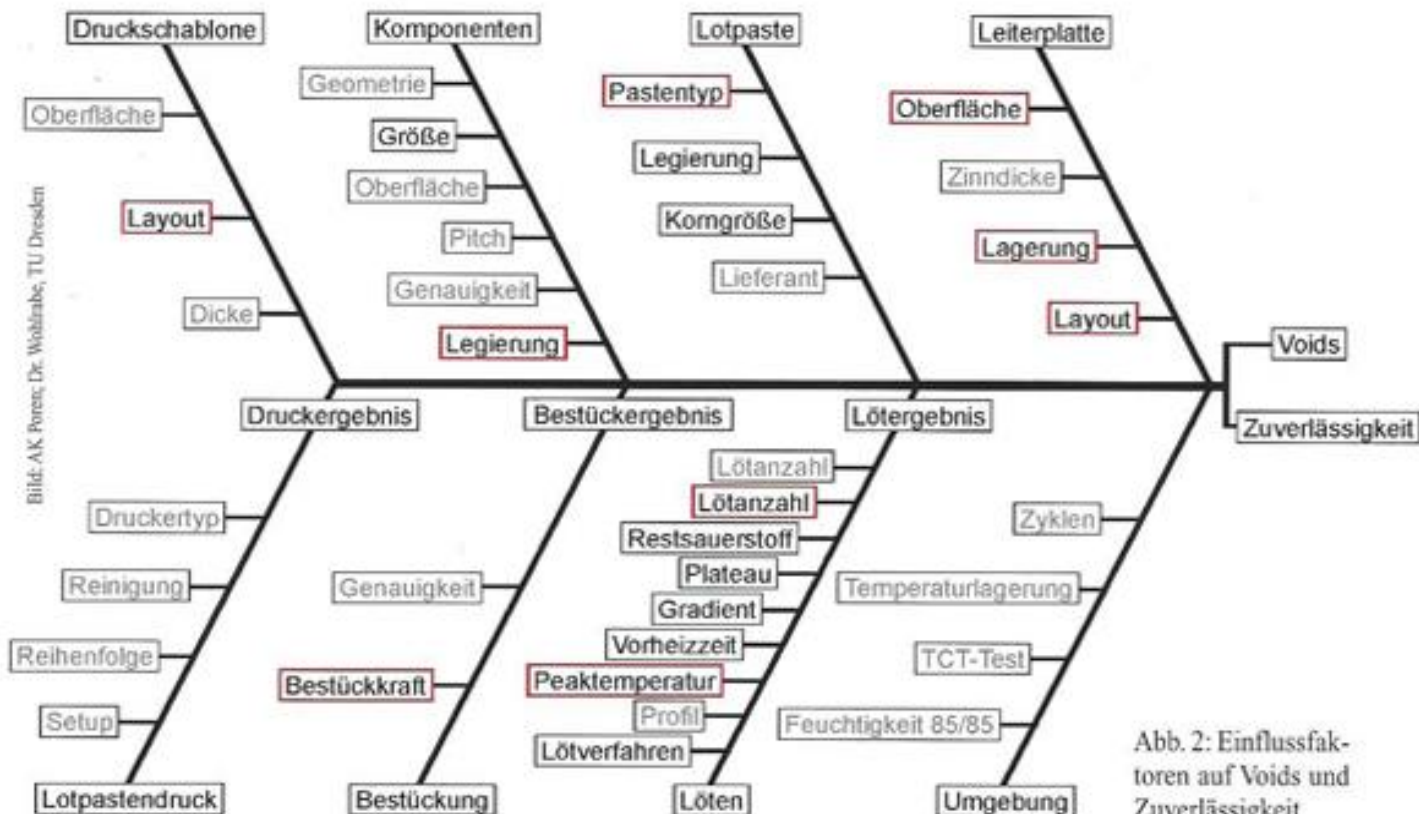 Druckschablone
Oberfläche
Layout
Dicke
Komponenten
Geometrie
Größe
Oberfläche
Pitch
Genauigkeit
Legierung
Lotpaste
Pastentyp
Legierung
Korngröße
Lieferant
Leiterplatte
Oberfläche
Zinndicke
Lagerung
Layout
Voids
Zuverlässigkeit
Druckergebnis
Bestückergebnis
Lötergebnis
Druckertyp
Reinigung
Reihenfolge
Setup
Lotpastendruck
Genauigkeit
Bestückkraft
Bestückung
Lötanzahl
Lötanzahl
Restsauerstoff
Plateau
Gradient
Vorheizzeit
Peaktemperatur
Profil
Lötverfahren
Löten
Zyklen
Temperaturlagerung
TCT-Test
Feuchtigkeit 85/85
Umgebung
Bild: AK Poren; Dr. Wohlrabe, TU Dresden
Abb. 2: Einflussfak-
toren auf Voids und
Zuverlässigkeit